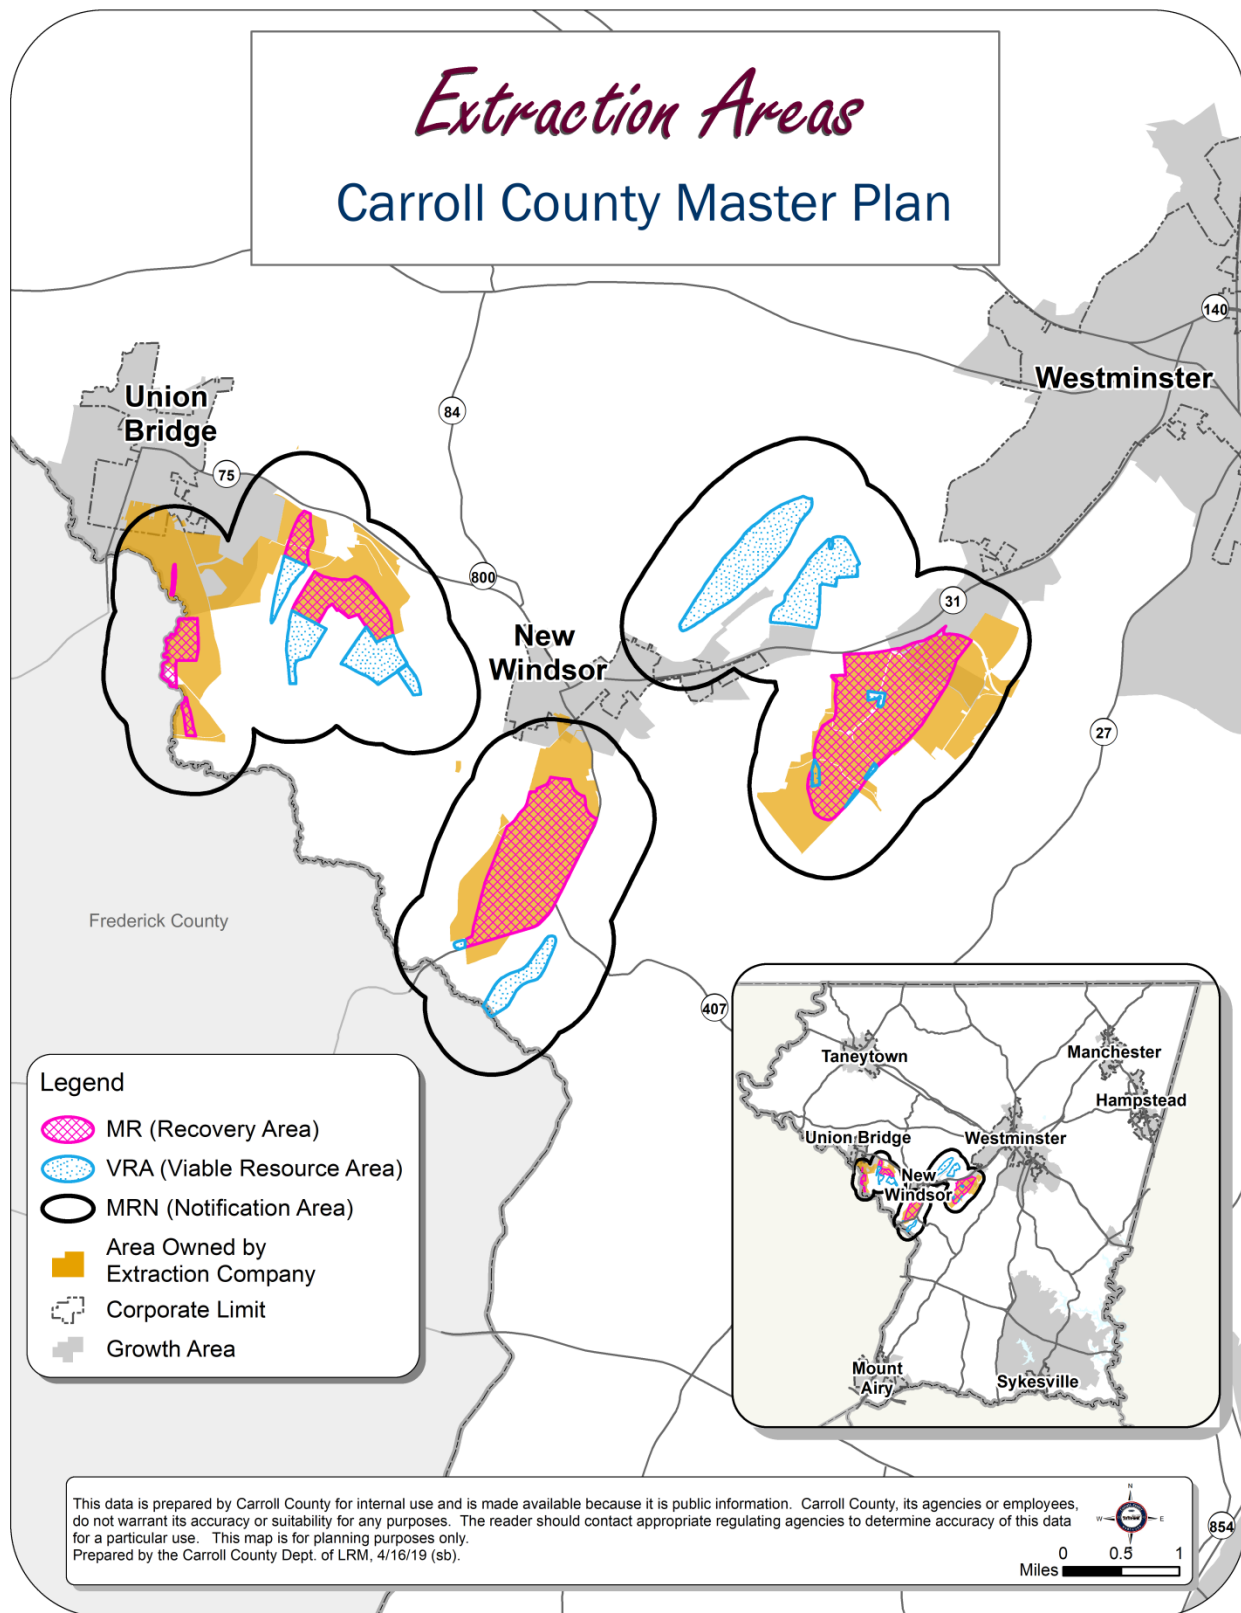 Extraction Areas
Carroll County Master Plan
140
Westminster
Union
Bridge
84
75
800
31
New
Windsor
27
Frederick County
407
Legend
MR (Recovery Area)
VRA (Viable Resource Area)
MRN (Notification Area)
Area Owned by
Extraction Company
Corporate Limit
Growth Area
Taneytown
Manchester
Hampstead
Union Bridge
Westminster
New
Windsor
Mount
Airy
Sykesville
This data is prepared by Carroll County for internal use and is made available because it is public information. Carroll County, its agencies or employees,
do not warrant its accuracy or suitability for any purposes. The reader should contact appropriate regulating agencies to determine accuracy of this data
for a particular use. This map is for planning purposes only.
Prepared by the Carroll County Dept. of LRM, 4/16/19 (sb).
N
W
E
0 0.5 1
Miles
854